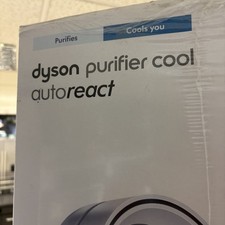 Purifies Cools you
dyson purifier cool
autoreact